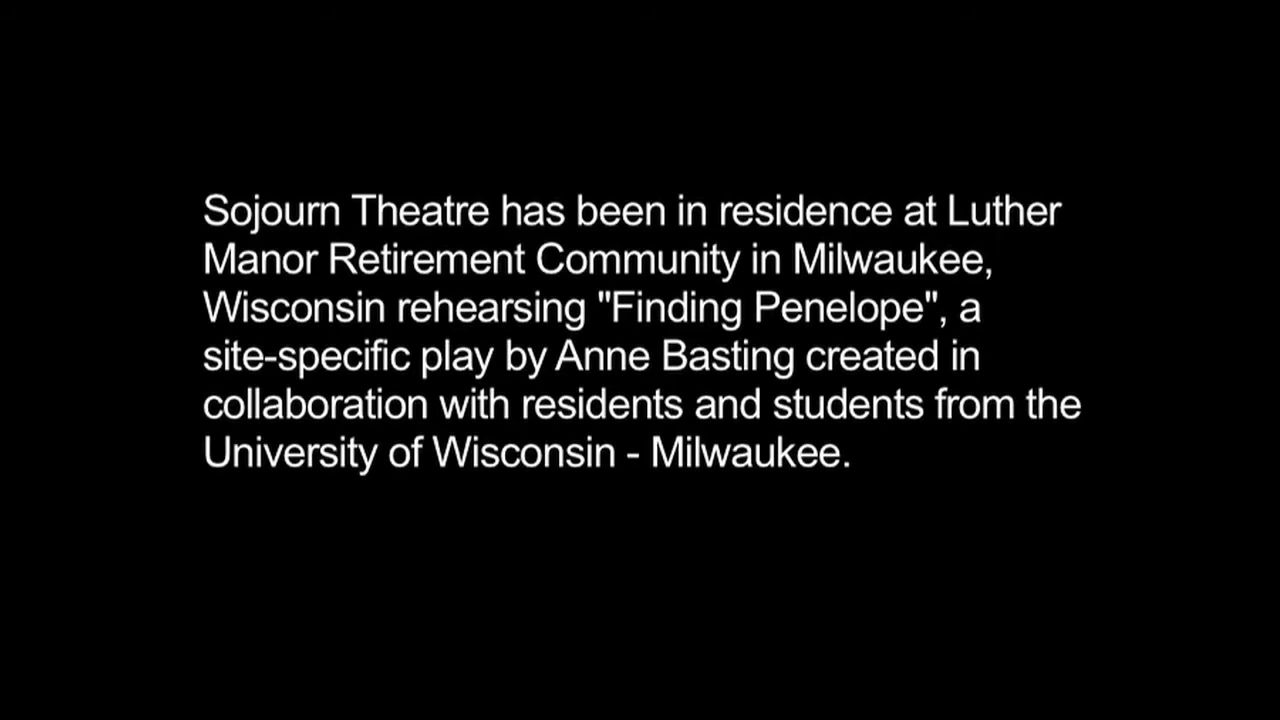 Sojourn Theatre has been in residence at Luther
Manor Retirement Community in Milwaukee,
Wisconsin rehearsing "Finding Penelope", a
site-specific play by Anne Basting created in
collaboration with residents and students from the
University of Wisconsin - Milwaukee.